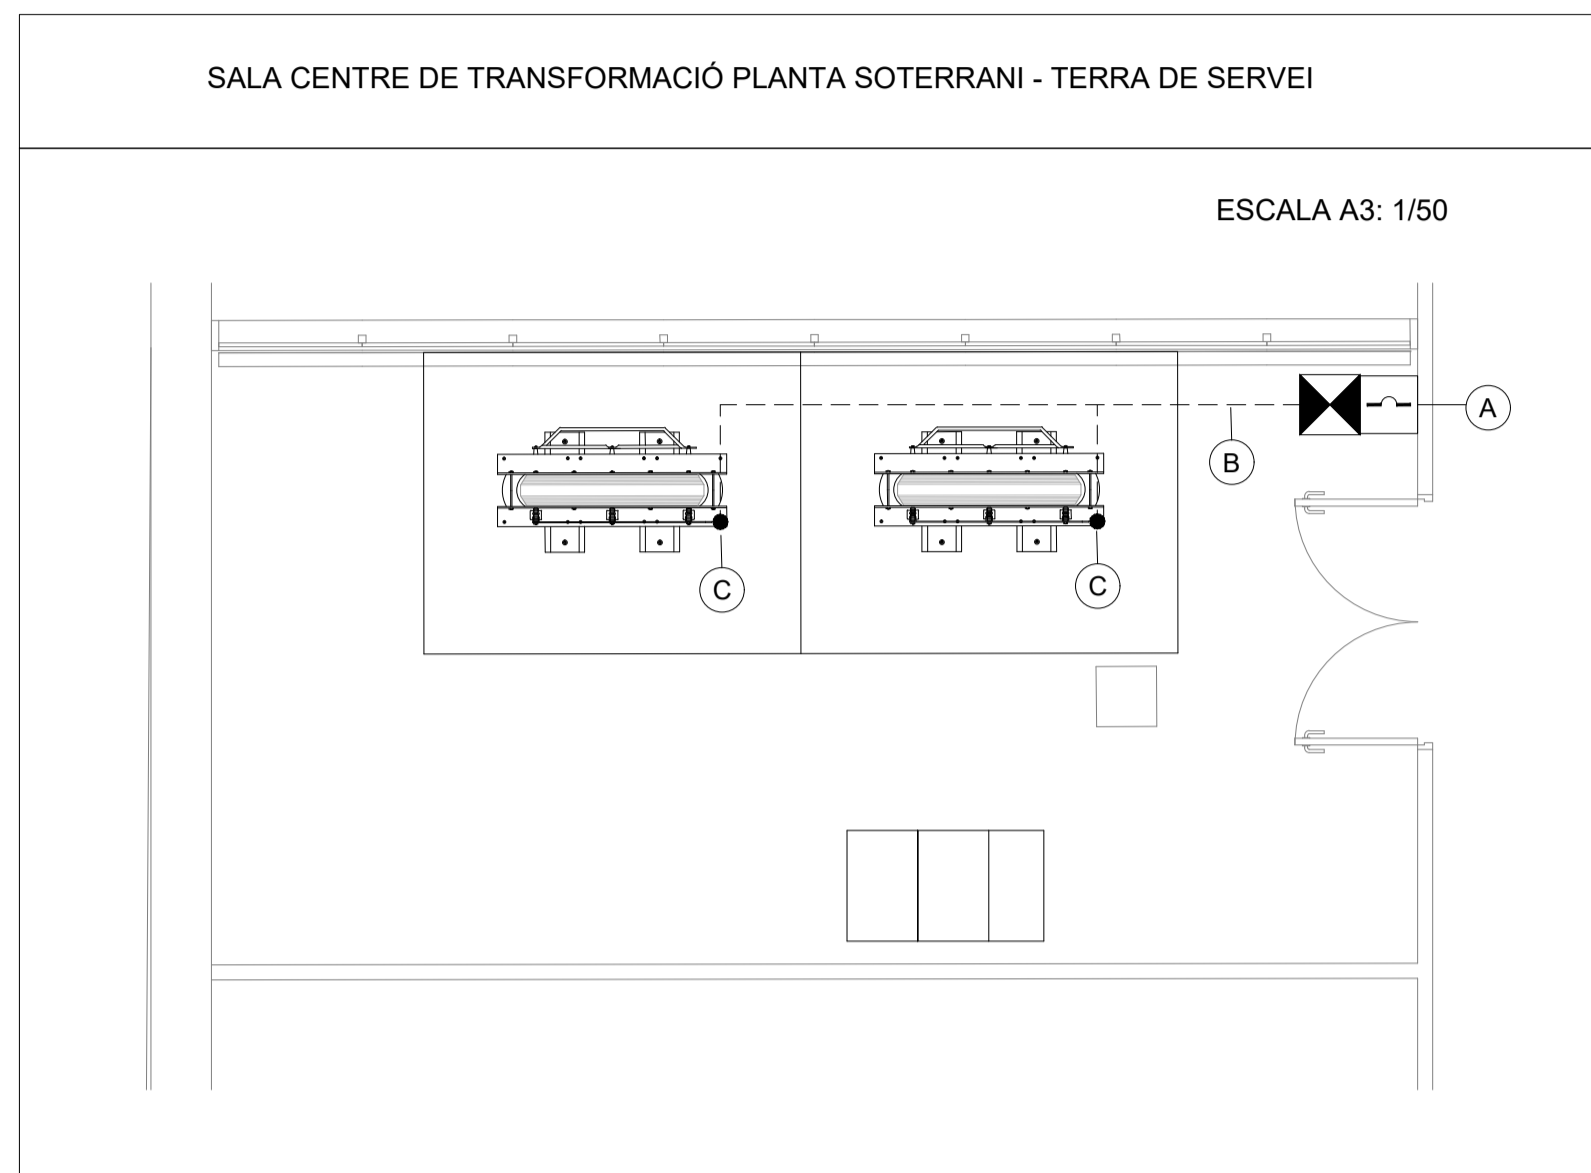 SALA CENTRE DE TRANSFORMACIÓ PLANTA SOTERRANI - TERRA DE SERVEI
ESCALA A3: 1/50
A
B
C
C